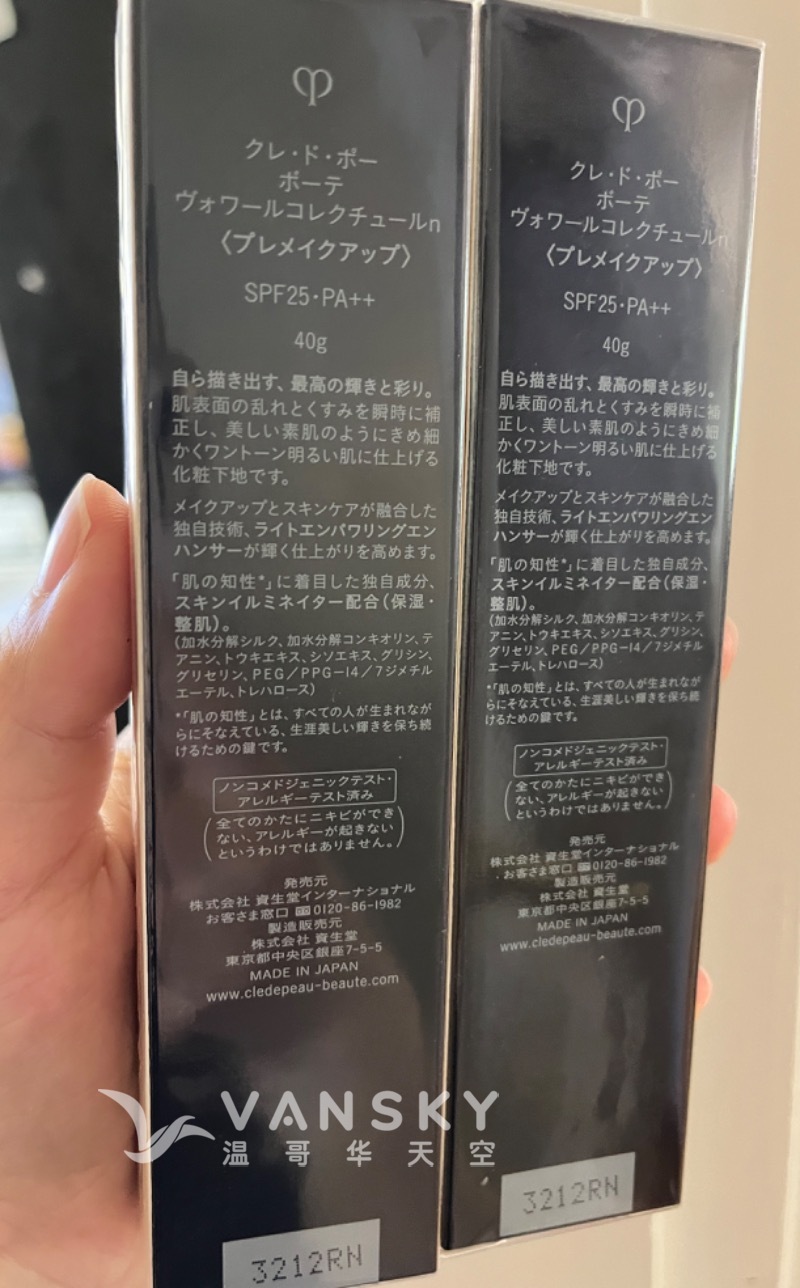 クレ・ド・ポー
ボーテ
ヴォワールコレクチュールn
〈プレメイクアップ〉
SPF25・PA++
40g
自ら描き出す、最高の輝きと彩り。
肌表面の乱れとくすみを瞬時に補
正し、美しい素肌のようにきめ細
かくワントーン明るい肌に仕上げる
化粧下地です。
メイクアップとスキンケアが融合した
独自技術、ライトエンパワリングエン
ハンサーが輝く仕上がりを高めます。
「肌の知性*」に着目した独自成分、
スキンイルミネイター配合(保湿・
整肌)。
(加水分解シルク、加水分解コンキオリン、テ
アニン、トウキエキス、シソエキス、グリシン、
グリセリン、PEG/PPG-14/7ジメチル
エーテル、トレハロース)
*「肌の知性」とは、すべての人が生まれなが
らにそなえている、生涯美しい輝きを保ち続
けるための鍵です。
ノンコメドジェニックテスト・
アレルギーテスト済み
(全てのかたにニキビができ
ない、アレルギーが起きない
というわけではありません。)
発売元
株式会社 資生堂インターナショナル
お客さま窓口 0120-86-1982
製造販売元
株式会社 資生堂
東京都中央区銀座7-5-5
MADE IN JAPAN
www.cledepeau-beaute.com
3212RN
クレ・ド・ポー
ボーテ
ヴォワールコレクチュールn
〈プレメイクアップ〉
SPF25・PA++
40g
自ら描き出す、最高の輝きと彩り。
肌表面の乱れとくすみを瞬時に補
正し、美しい素肌のようにきめ細
かくワントーン明るい肌に仕上げる
化粧下地です。
メイクアップとスキンケアが融合した
独自技術、ライトエンパワリングエン
ハンサーが輝く仕上がりを高めます。
「肌の知性*」に着目した独自成分、
スキンイルミネイター配合(保湿・
整肌)。
(加水分解シルク、加水分解コンキオリン、テ
アニン、トウキエキス、シソエキス、グリシン、
グリセリン、PEG/PPG-14/7ジメチル
エーテル、トレハロース)
*「肌の知性」とは、すべての人が生まれなが
らにそなえている、生涯美しい輝きを保ち続
けるための鍵です。
ノンコメドジェニックテスト・
アレルギーテスト済み
(全てのかたにニキビができ
ない、アレルギーが起きない
というわけではありません。)
発売元
株式会社 資生堂インターナショナル
お客さま窓口 0120-86-1982
製造販売元
株式会社 資生堂
東京都中央区銀座7-5-5
MADE IN JAPAN
www.cledepeau-beaute.com
3212RN
VANSKY
温哥华天空